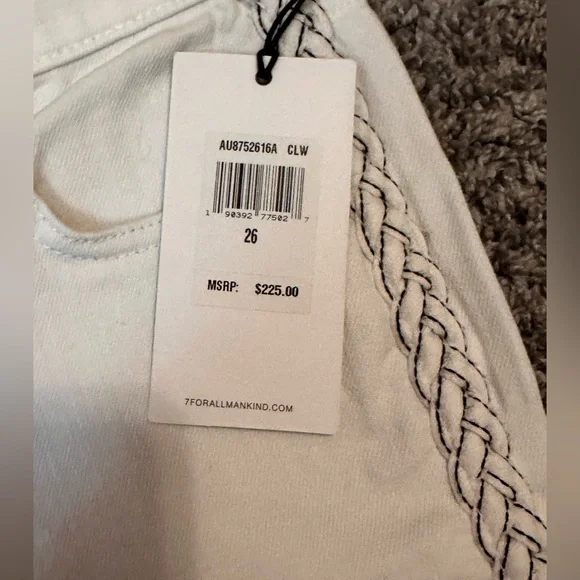 AU8752616A CLW
1 90392 77502 7
26
MSRP: $225.00
7FORALLMANKIND.COM